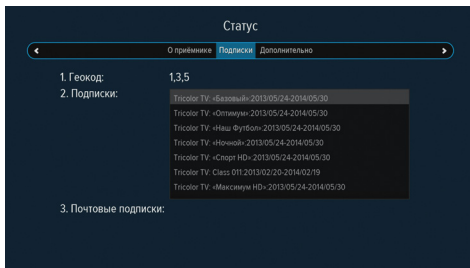 Статус
О приёмнике Подписки Дополнительно
1. Геокод: 1,3,5
2. Подписки:
Tricolor TV: «Базовый»:2013/05/24-2014/05/30
Tricolor TV: «Оптимум»:2013/05/24-2014/05/30
Tricolor TV: «Наш Футбол»:2013/05/24-2014/05/30
Tricolor TV: «Ночной»:2013/05/24-2014/05/30
Tricolor TV: «Спорт HD»:2013/05/24-2014/05/30
Tricolor TV: Class 011:2013/02/20-2014/02/19
Tricolor TV: «Максимум HD»:2013/05/24-2014/05/30
3. Почтовые подписки: